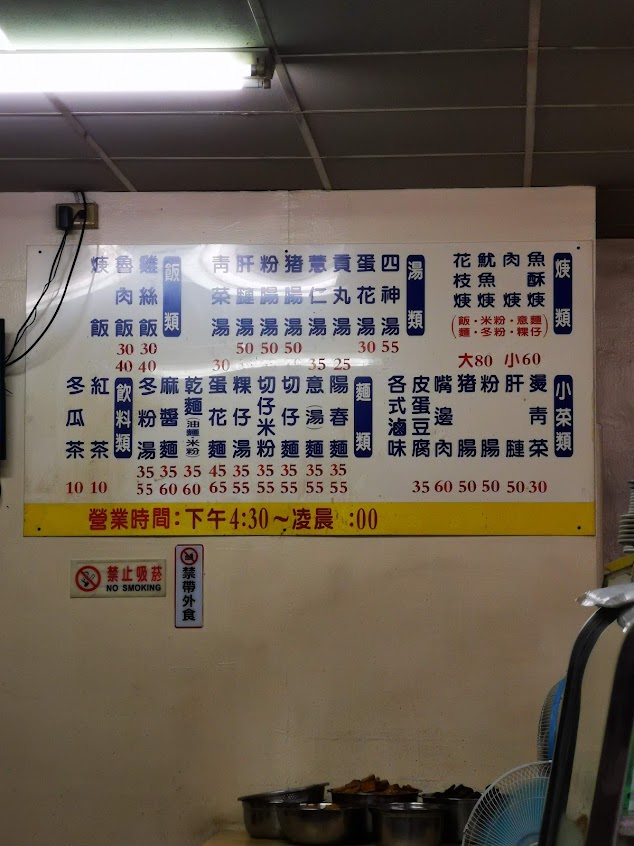 焿類
魚酥焿
肉焿
魷魚焿
花枝焿
(飯・米粉・意麵
麵・冬粉・粿仔)
大80 小60
湯類
四神湯 55
蛋花湯 30
貢丸湯 25
薏仁湯 35
豬腸湯 50
粉腸湯 50
肝腱湯 50
青菜湯 30
飯類
雞絲飯 30 40
魯肉飯 30 40
焿飯
小菜類
燙青菜 30
肝腱 50
粉腸 50
豬腸 50
嘴邊肉 60
皮蛋豆腐 35
各式滷味
麵類
陽春麵 35 55
意(湯)麵 35 55
切仔麵 35 55
切仔米粉 35 55
粿仔湯 35 55
蛋花麵 45 65
乾麵(油麵・米粉) 35 60
麻醬麵 35 60
冬粉湯 35 55
飲料類
紅茶 10
冬瓜茶 10
營業時間:下午4:30～凌晨 :00
禁止吸菸
NO SMOKING
禁帶外食